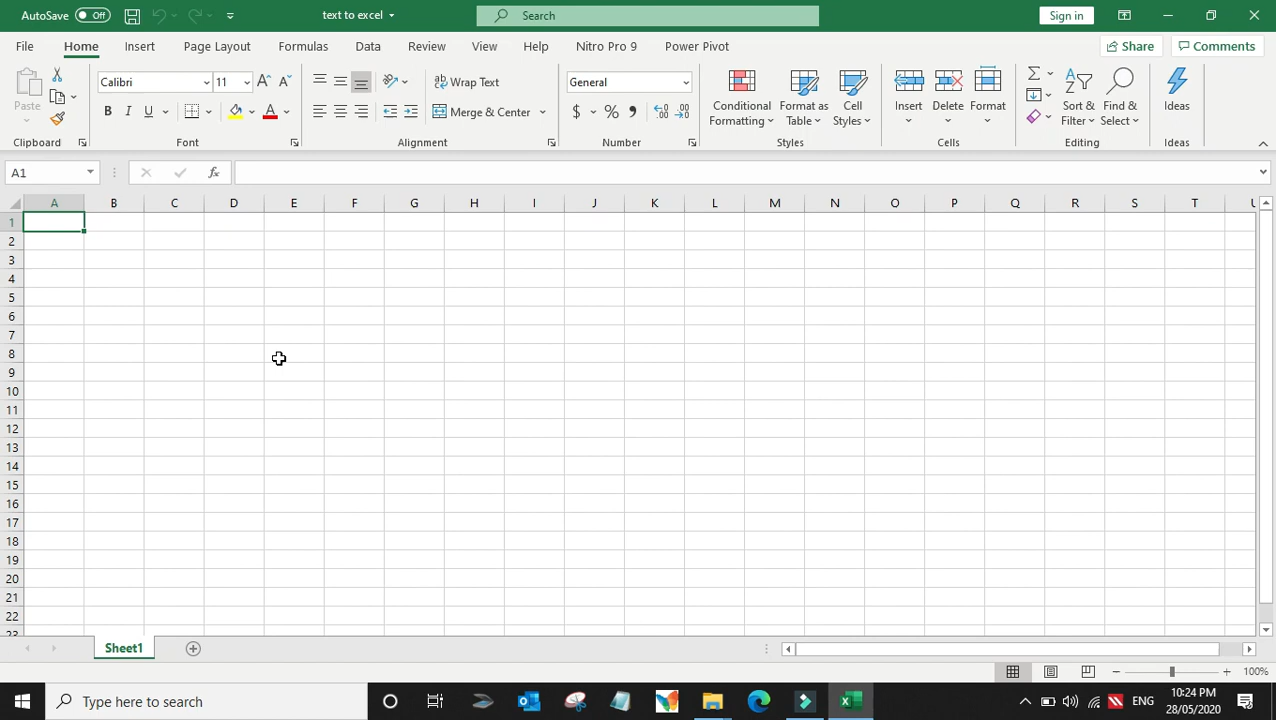 AutoSave Off text to excel Search Sign in
File Home Insert Page Layout Formulas Data Review View Help Nitro Pro 9 Power Pivot Share Comments
Paste Calibri 11 Wrap Text General Conditional Formatting Format as Table Cell Styles Insert Delete Format Sort & Filter Find & Select Ideas
B I U A Merge & Center $ % ,
Clipboard Font Alignment Number Styles Cells Editing Ideas
A1 fx
A B C D E F G H I J K L M N O P Q R S T U
1
2
3
4
5
6
7
8
9
10
11
12
13
14
15
16
17
18
19
20
21
22
23
Sheet1
100%
Type here to search ENG 10:24 PM
28/05/2020